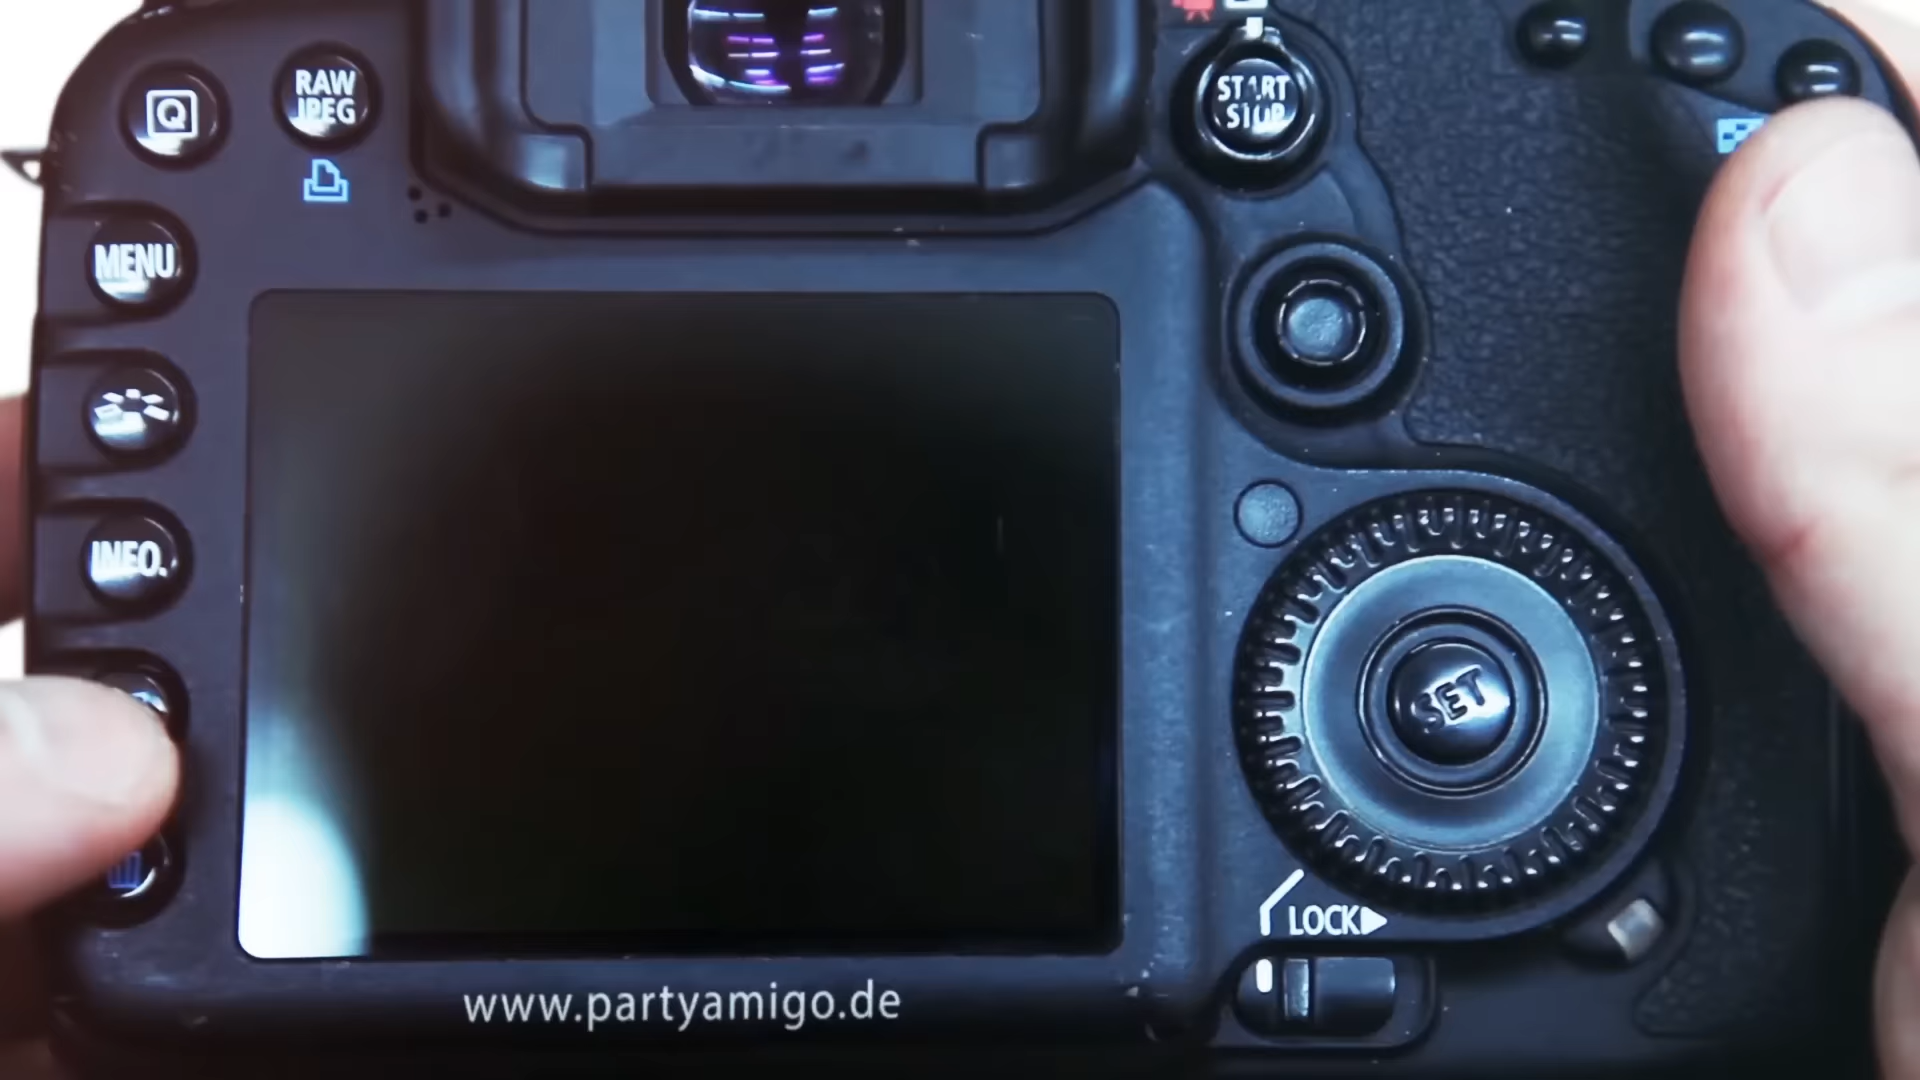 Q
RAW
JPEG
START
STOP
MENU
INFO.
SET
LOCK
www.partyamigo.de